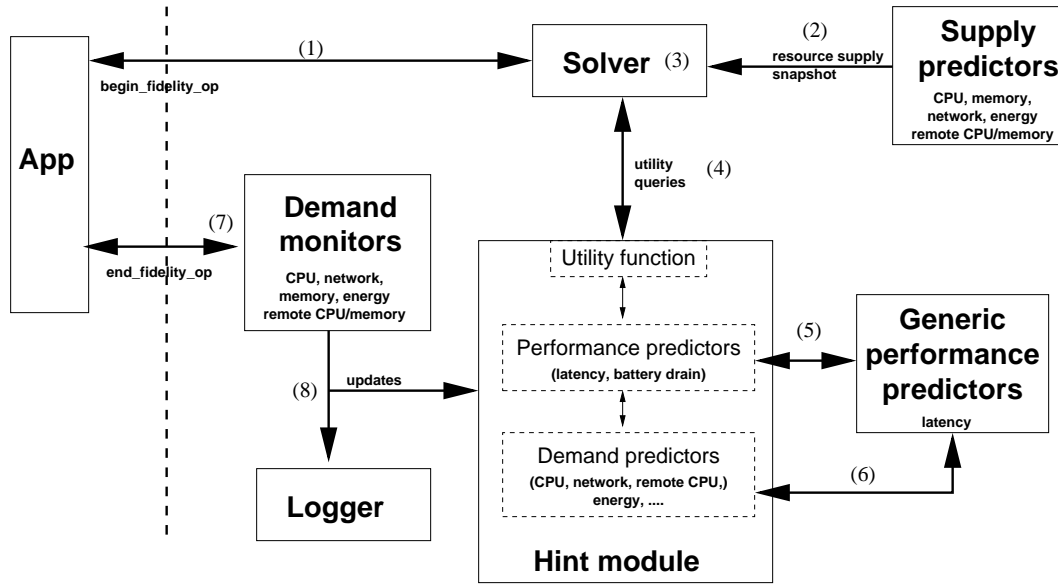 App
(1)
begin_fidelity_op
Solver (3)
(2)
resource supply
snapshot
Supply
predictors
CPU, memory,
network, energy
remote CPU/memory
utility
queries
(4)
(7)
end_fidelity_op
Demand
monitors
CPU, network,
memory, energy
remote CPU/memory
(8)
updates
Logger
Utility function
Performance predictors
(latency, battery drain)
Demand predictors
(CPU, network, remote CPU,)
energy, ....
Hint module
(5)
(6)
Generic
performance
predictors
latency